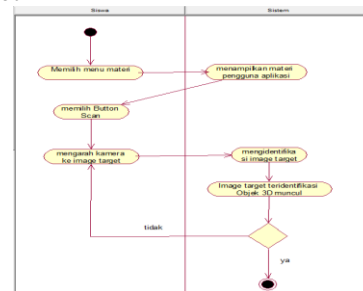 Siswa
Sistem
Memilih menu materi
menampilkan materi
pengguna aplikasi
memilih Button
Scan
mengarah kamera
ke image target
mengidentifika
si image target
Image target teridentifikasi
Objek 3D muncul
tidak
ya